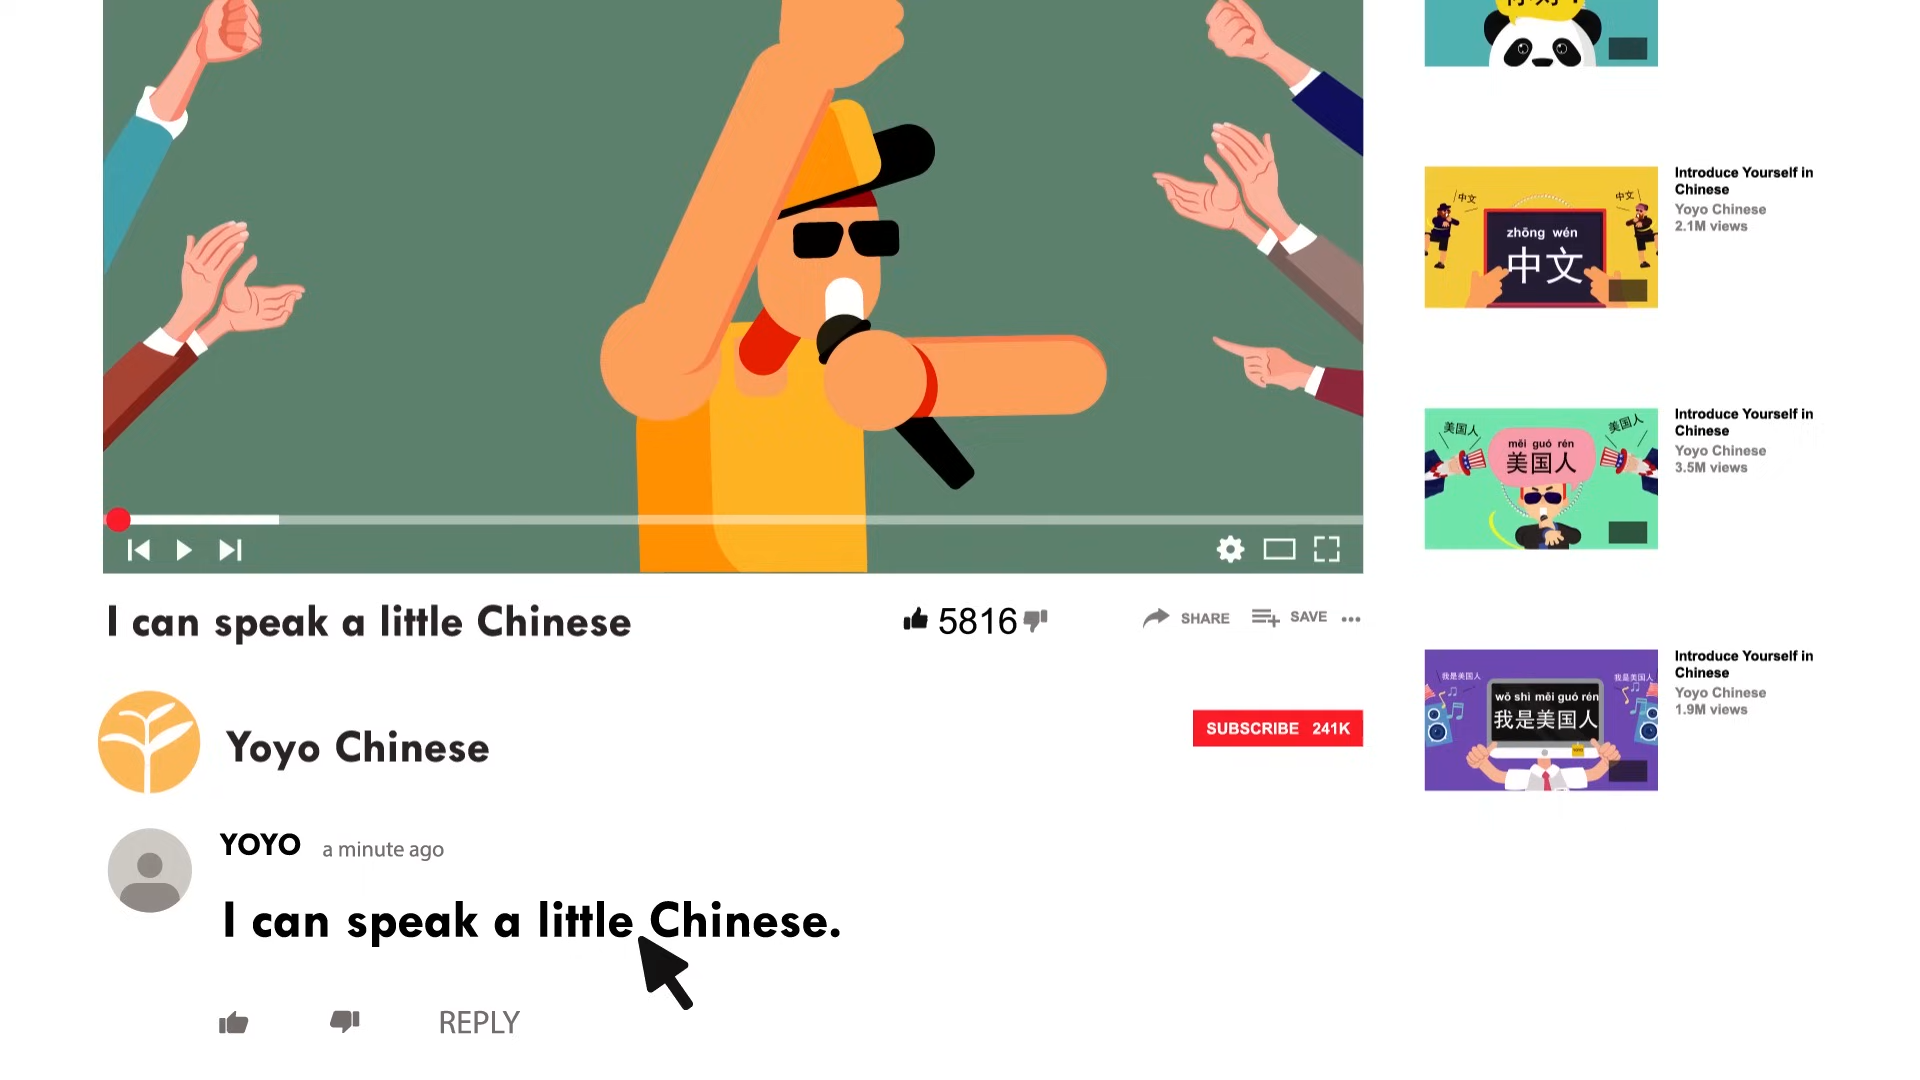 中文
中文
zhōng wén
中文
Introduce Yourself in
Chinese
Yoyo Chinese
2.1M views
美国人
美国人
měi guó rén
美国人
Introduce Yourself in
Chinese
Yoyo Chinese
3.5M views
我是美国人
我是美国人
wǒ shì měi guó rén
我是美国人
Introduce Yourself in
Chinese
Yoyo Chinese
1.9M views
I can speak a little Chinese
5816
SHARE
SAVE
Yoyo Chinese
SUBSCRIBE 241K
YOYO a minute ago
I can speak a little Chinese.
REPLY